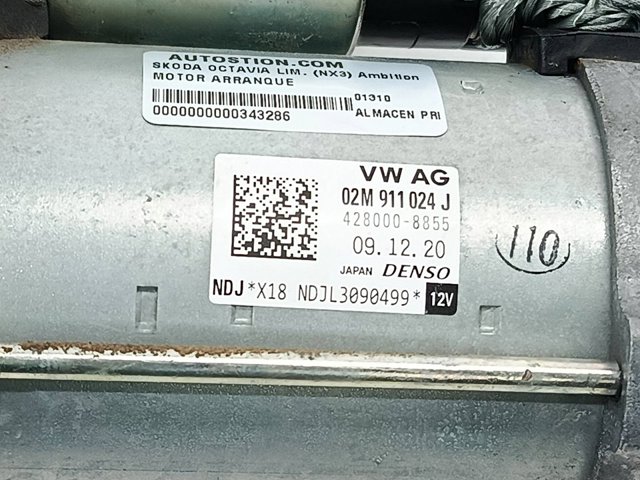 AUTOSTION.COM
SKODA OCTAVIA LIM. (NX3) Ambition
MOTOR ARRANQUE
01310
0000000000343286
ALMACEN PRI
VW AG
02M 911 024 J
428000-8855
09.12.20
JAPAN DENSO
NDJ *X18 NDJL3090499* 12V
110